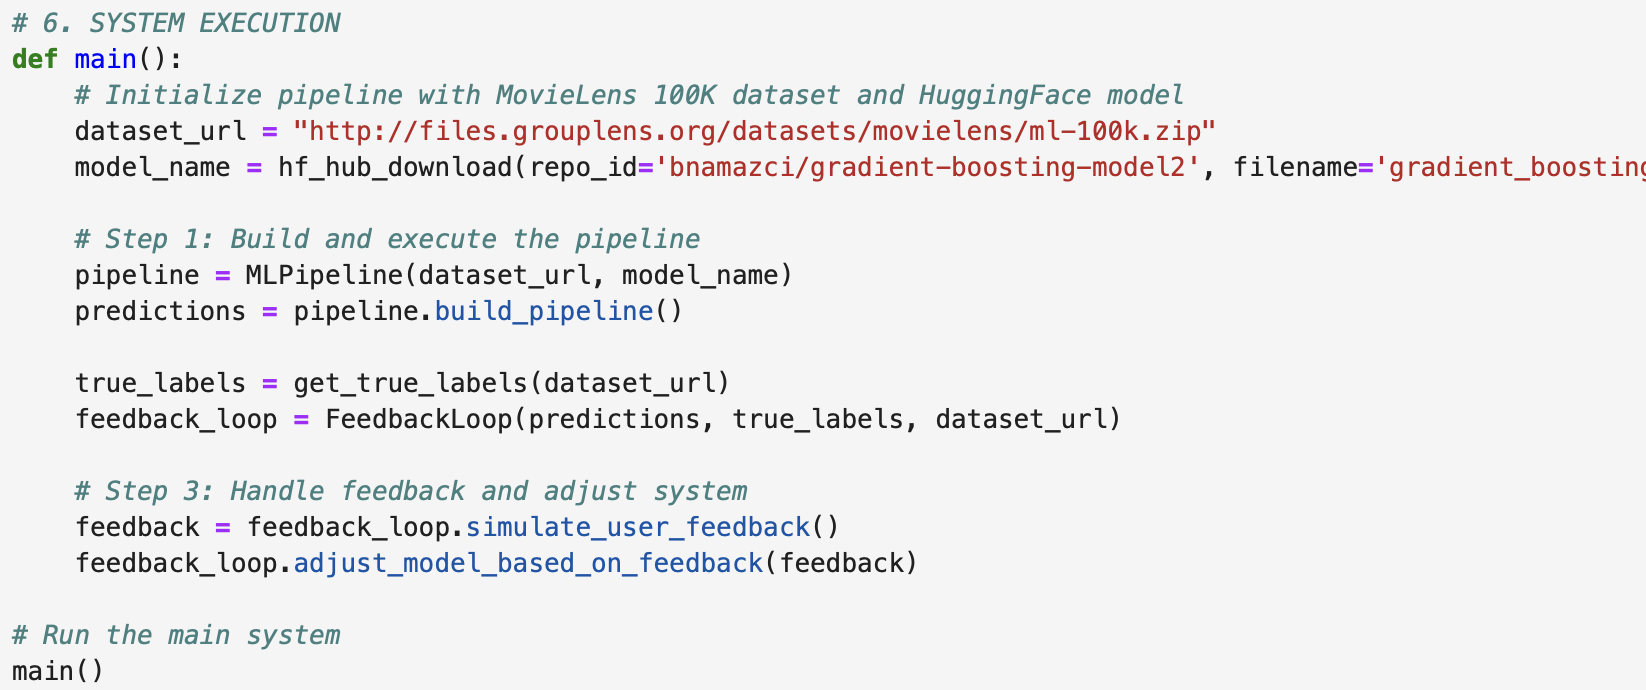 # 6. SYSTEM EXECUTION
def main():
    # Initialize pipeline with MovieLens 100K dataset and HuggingFace model
    dataset_url = "http://files.grouplens.org/datasets/movielens/ml-100k.zip"
    model_name = hf_hub_download(repo_id='bnamazci/gradient-boosting-model2', filename='gradient_boosting
    # Step 1: Build and execute the pipeline
    pipeline = MLPipeline(dataset_url, model_name)
    predictions = pipeline.build_pipeline()
    true_labels = get_true_labels(dataset_url)
    feedback_loop = FeedbackLoop(predictions, true_labels, dataset_url)
    # Step 3: Handle feedback and adjust system
    feedback = feedback_loop.simulate_user_feedback()
    feedback_loop.adjust_model_based_on_feedback(feedback)
# Run the main system
main()